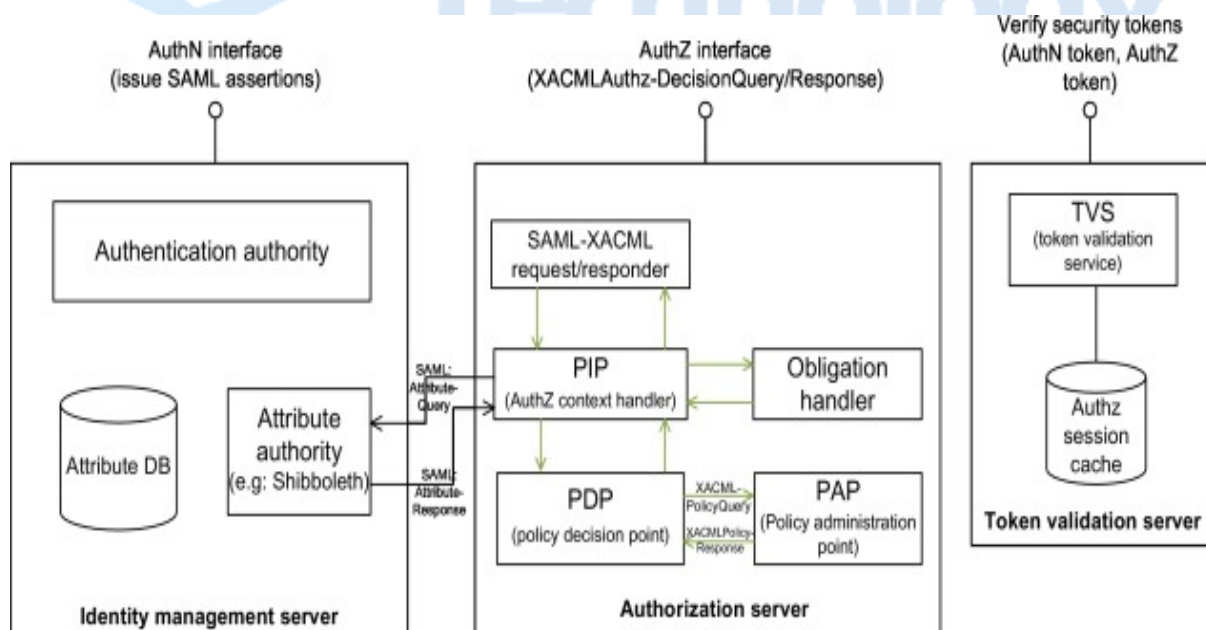 Technology
AuthN interface
(issue SAML assertions)
AuthZ interface
(XACMLAuthz-DecisionQuery/Response)
Verify security tokens
(AuthN token, AuthZ
token)
Authentication authority
Attribute DB
Attribute
authority
(e.g: Shibboleth)
Identity management server
SAML:
Attribute-
Query
SAML:
Attribute-
Response
SAML-XACML
request/responder
PIP
(AuthZ context handler)
Obligation
handler
PDP
(policy decision point)
XACML-
PolicyQuery
XACMLPolicy-
Response
PAP
(Policy administration
point)
Authorization server
TVS
(token validation
service)
Authz
session
cache
Token validation server